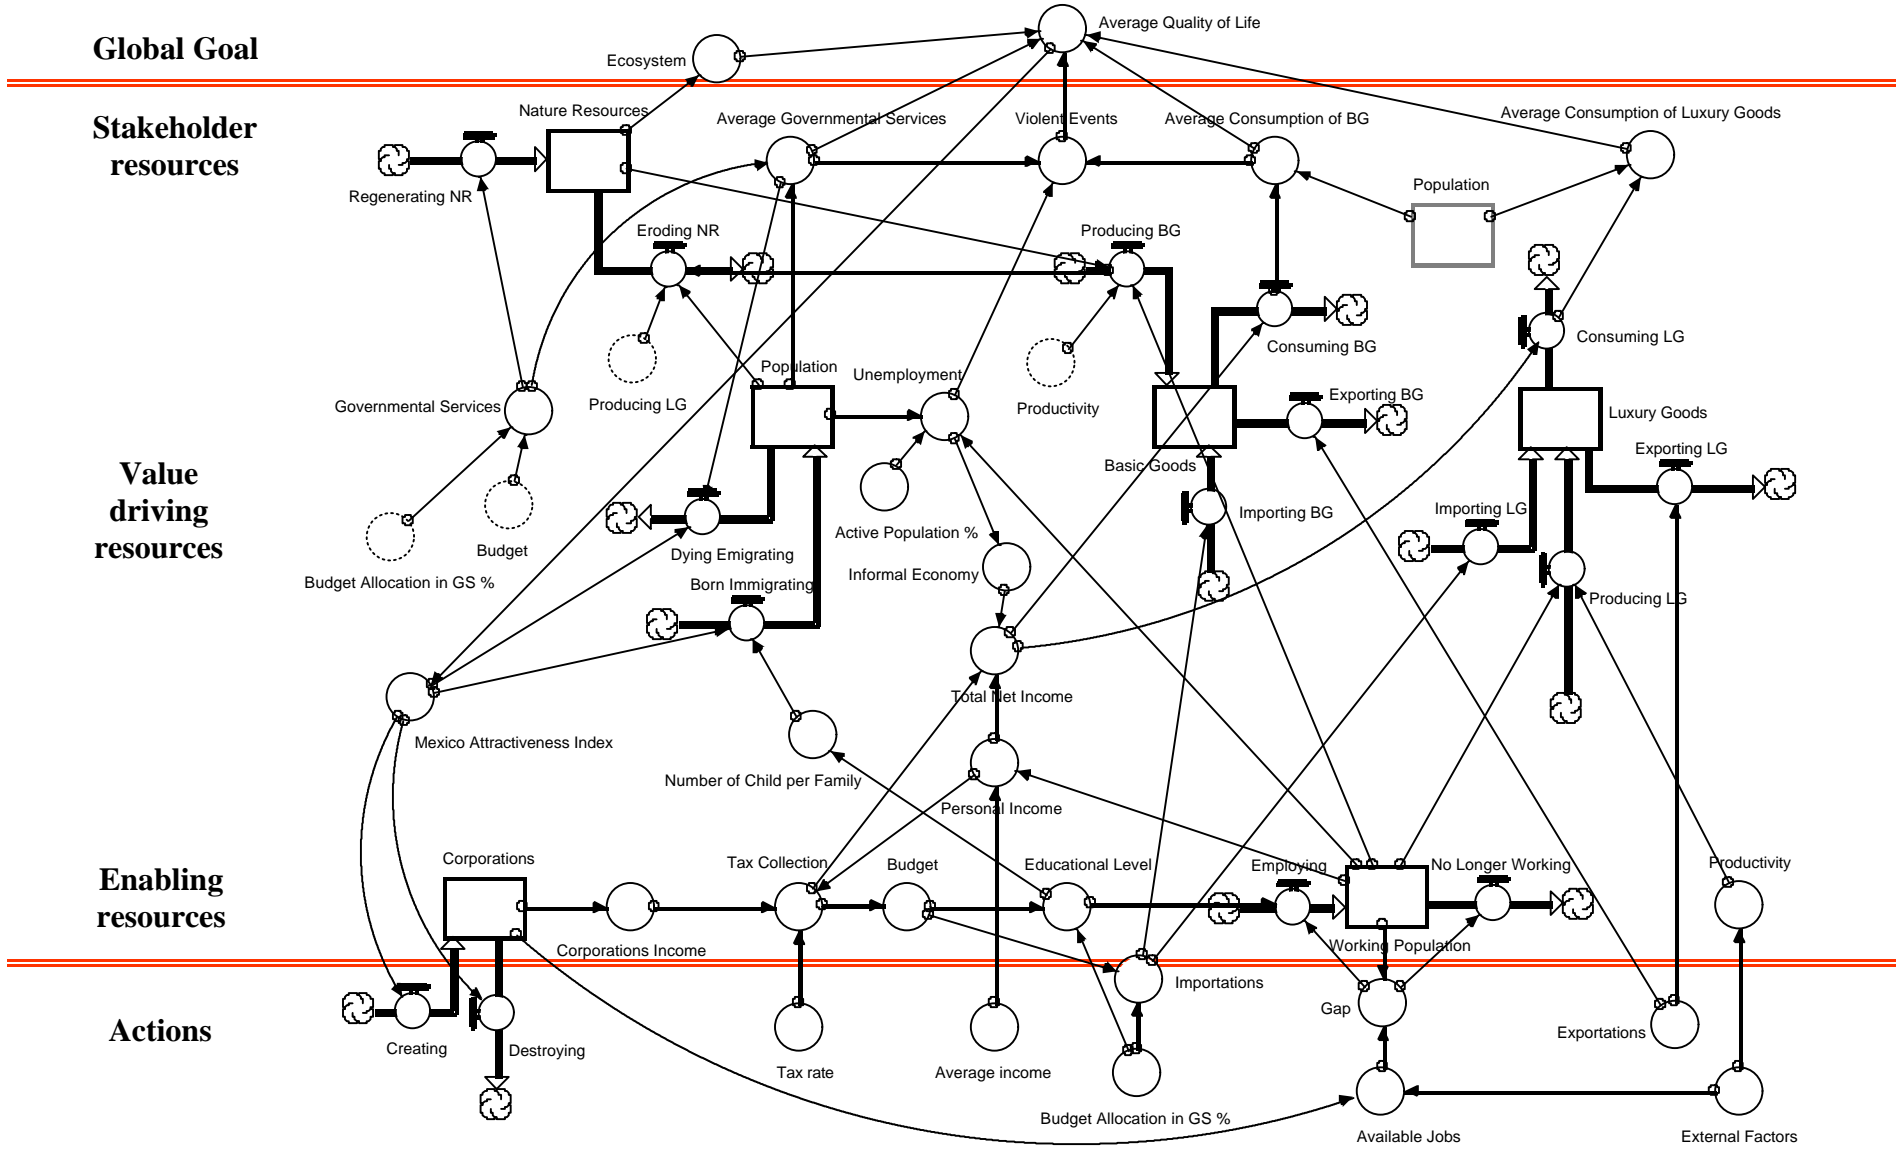 Average Quality of Life
Global Goal
Ecosystem
Nature Resources
Stakeholder
resources
Average Governmental Services
Violent Events
Average Consumption of BG
Average Consumption of Luxury Goods
Population
Regenerating NR
Eroding NR
Producing BG
Consuming LG
Consuming BG
Population
Unemployment
Governmental Services
Producing LG
Productivity
Exporting BG
Luxury Goods
Exporting LG
Basic Goods
Value
driving
resources
Importing BG
Importing LG
Active Population %
Budget
Dying Emigrating
Budget Allocation in GS %
Born Immigrating
Informal Economy
Producing LG
Total Net Income
Mexico Attractiveness Index
Number of Child per Family
Personal Income
Corporations
Tax Collection
Budget
Educational Level
Employing
No Longer Working
Productivity
Enabling
resources
Corporations Income
Working Population
Importations
Gap
Actions
Creating
Destroying
Exportations
Tax rate
Average income
Budget Allocation in GS %
Available Jobs
External Factors